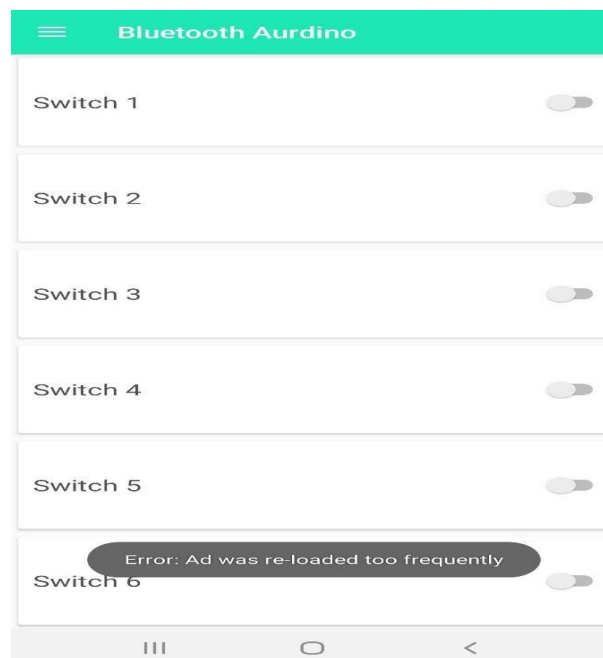 Bluetooth Aurdino
Switch 1
Switch 2
Switch 3
Switch 4
Switch 5
Error: Ad was re-loaded too frequently
Switch 6